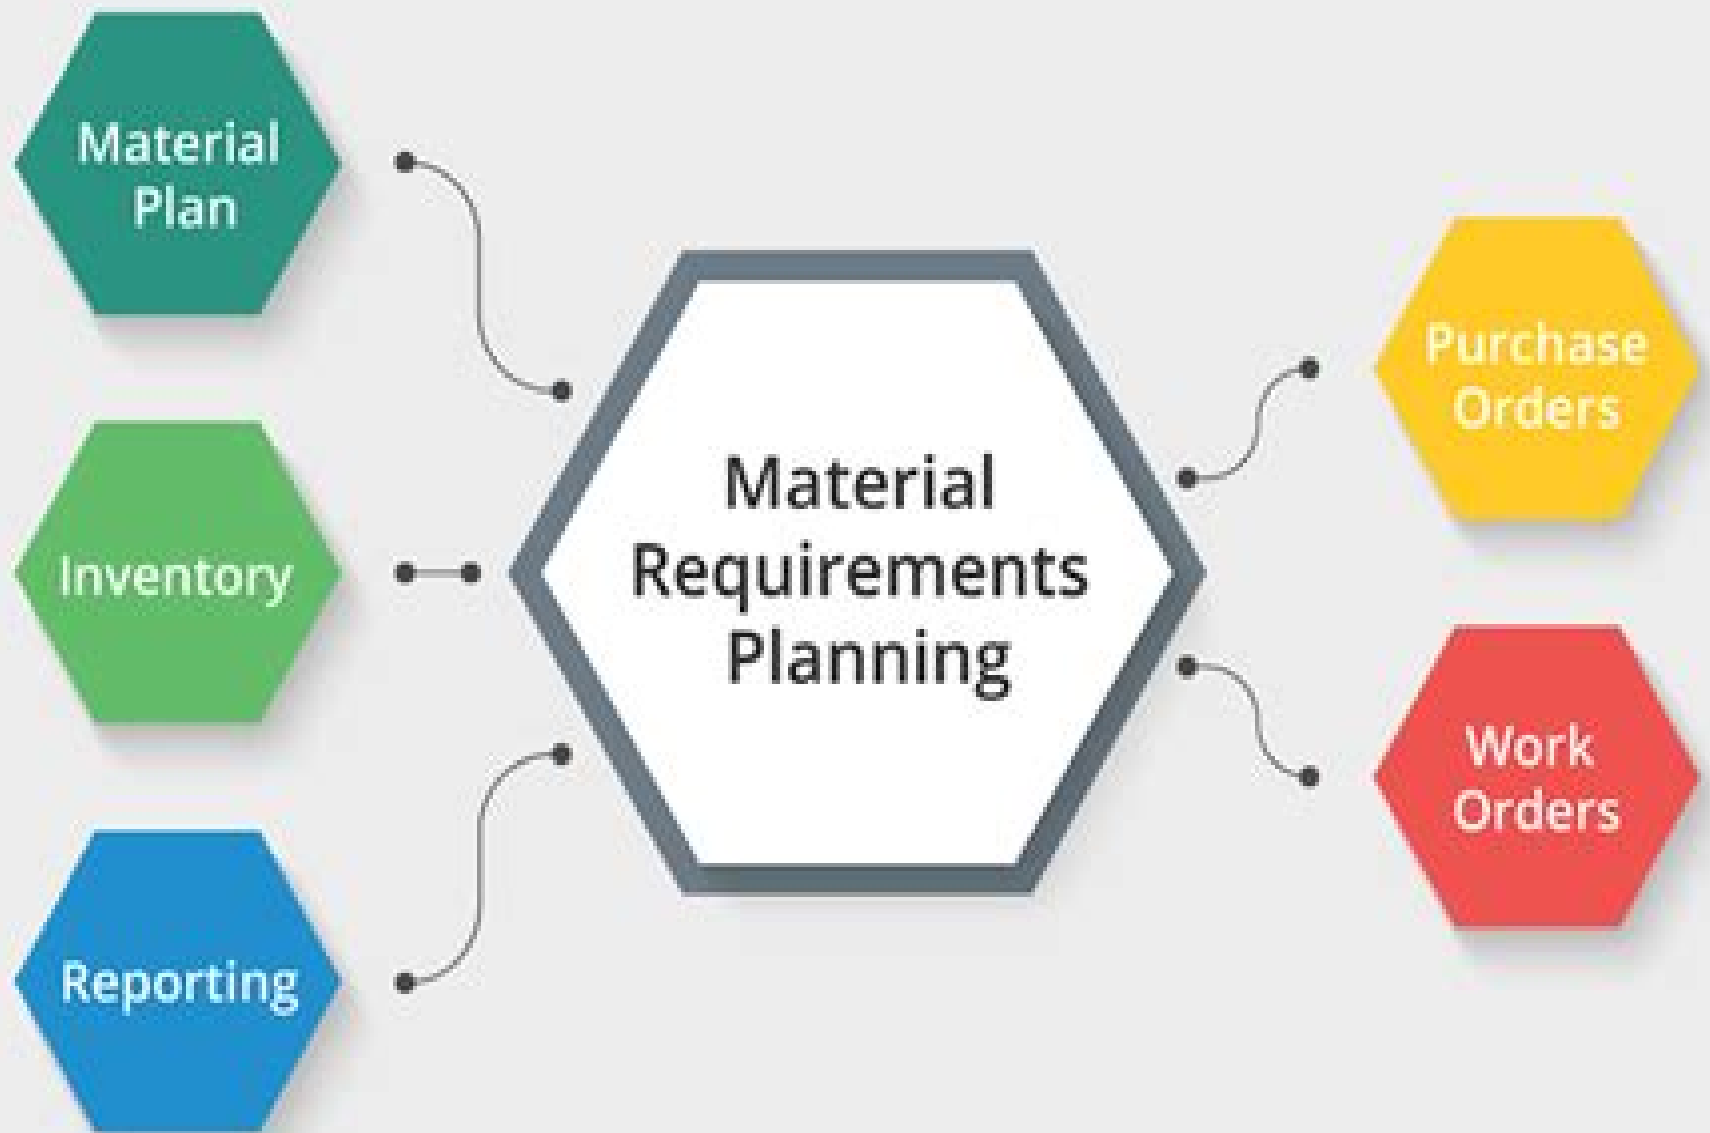 Material
Plan
Inventory
Reporting
Material
Requirements
Planning
Purchase
Orders
Work
Orders